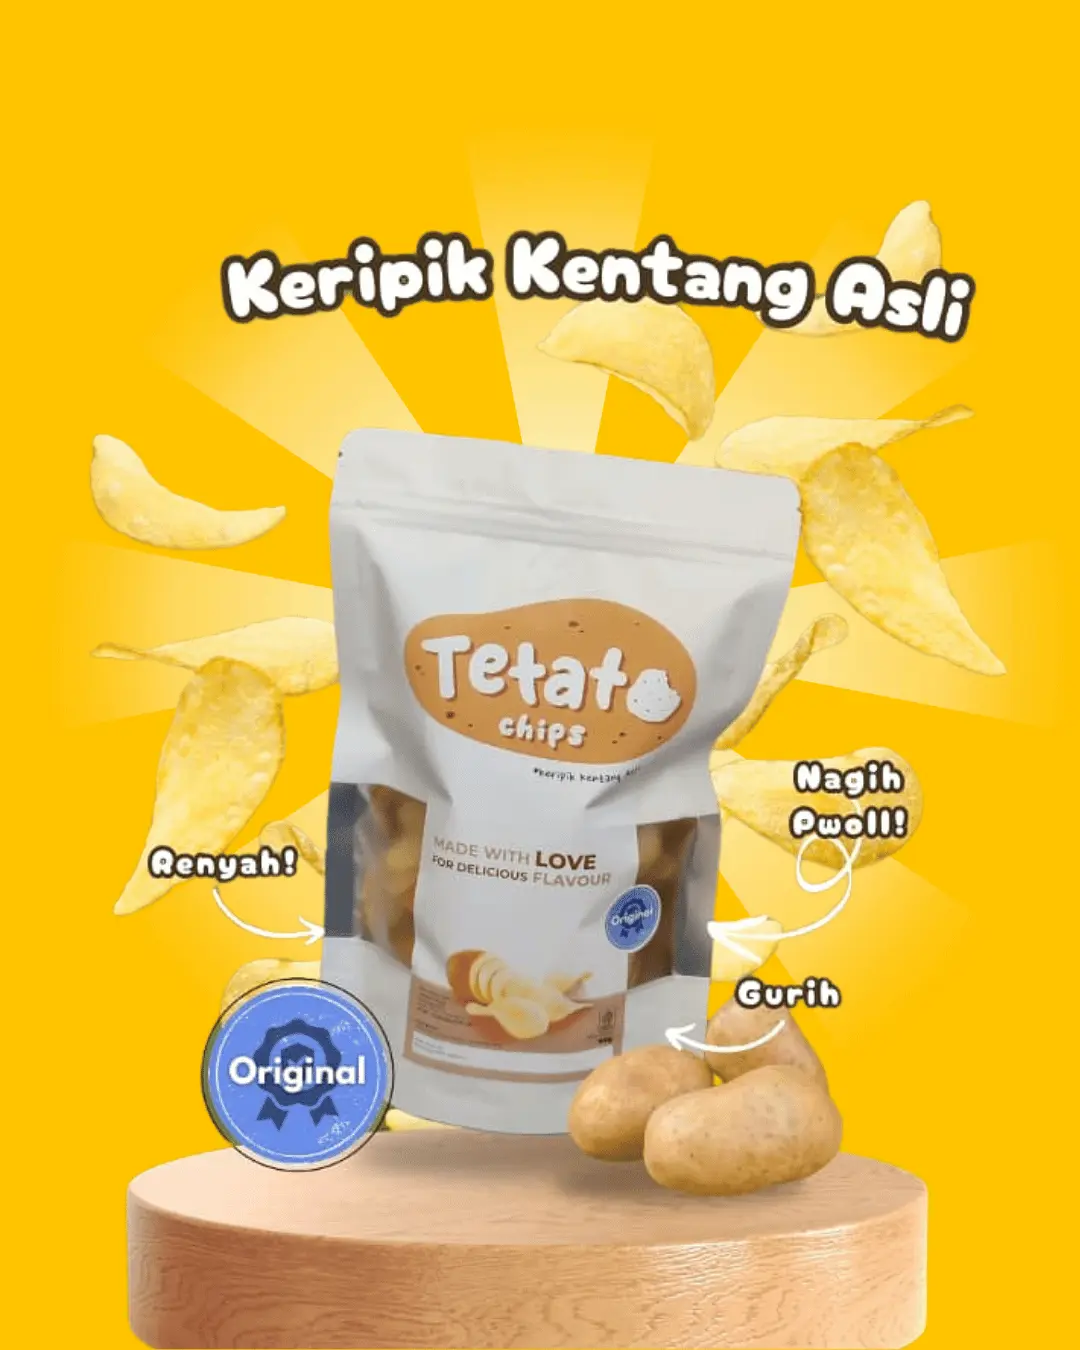 Keripik Kentang Asli
Tetato
chips
#keripik kentang asli
MADE WITH LOVE
FOR DELICIOUS FLAVOUR
Original
Nagih
Pwoll!
Renyah!
Gurih
Original